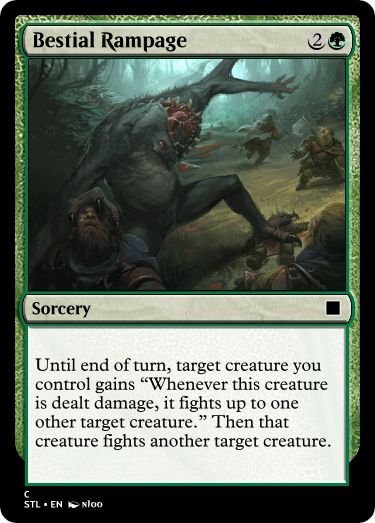 Bestial Rampage 2
Sorcery
Until end of turn, target creature you
control gains “Whenever this creature
is dealt damage, it fights up to one
other target creature.” Then that
creature fights another target creature.
C
STL • EN nloo